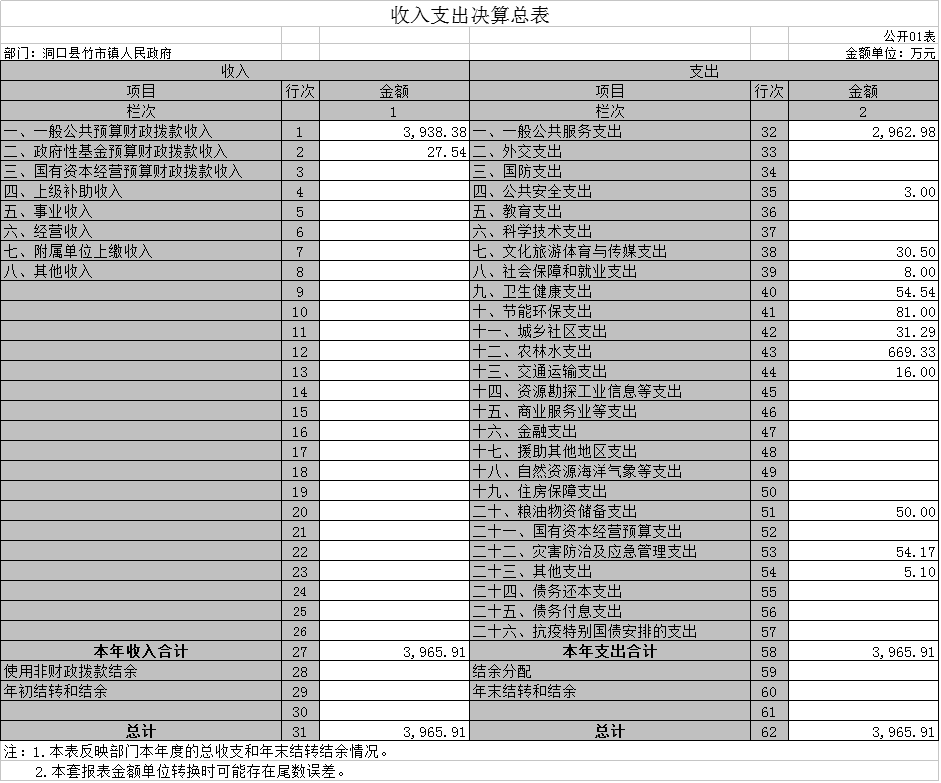 收入支出决算总表
公开01表
部门：洞口县竹市镇人民政府 金额单位：万元
收入 支出
项目 行次 金额 项目 行次 金额
栏次 1 栏次 2
一、一般公共预算财政拨款收入 1 3,938.38 一、一般公共服务支出 32 2,962.98
二、政府性基金预算财政拨款收入 2 27.54 二、外交支出 33
三、国有资本经营预算财政拨款收入 3 三、国防支出 34
四、上级补助收入 4 四、公共安全支出 35 3.00
五、事业收入 5 五、教育支出 36
六、经营收入 6 六、科学技术支出 37
七、附属单位上缴收入 7 七、文化旅游体育与传媒支出 38 30.50
八、其他收入 8 八、社会保障和就业支出 39 8.00
9 九、卫生健康支出 40 54.54
10 十、节能环保支出 41 81.00
11 十一、城乡社区支出 42 31.29
12 十二、农林水支出 43 669.33
13 十三、交通运输支出 44 16.00
14 十四、资源勘探工业信息等支出 45
15 十五、商业服务业等支出 46
16 十六、金融支出 47
17 十七、援助其他地区支出 48
18 十八、自然资源海洋气象等支出 49
19 十九、住房保障支出 50
20 二十、粮油物资储备支出 51 50.00
21 二十一、国有资本经营预算支出 52
22 二十二、灾害防治及应急管理支出 53 54.17
23 二十三、其他支出 54 5.10
24 二十四、债务还本支出 55
25 二十五、债务付息支出 56
26 二十六、抗疫特别国债安排的支出 57
本年收入合计 27 3,965.91 本年支出合计 58 3,965.91
使用非财政拨款结余 28 结余分配 59
年初结转和结余 29 年末结转和结余 60
30 61
总计 31 3,965.91 总计 62 3,965.91
注：1.本表反映部门本年度的总收支和年末结转结余情况。
2.本套报表金额单位转换时可能存在尾数误差。